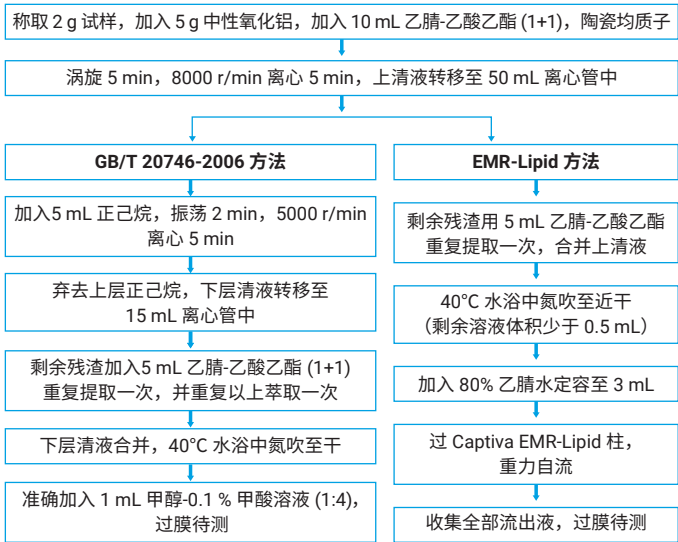 称取 2 g 试样，加入 5 g 中性氧化铝，加入 10 mL 乙腈-乙酸乙酯 (1+1)，陶瓷均质子
涡旋 5 min，8000 r/min 离心 5 min，上清液转移至 50 mL 离心管中
GB/T 20746-2006 方法
加入5 mL 正己烷，振荡 2 min，5000 r/min
离心 5 min
弃去上层正己烷，下层清液转移至
15 mL 离心管中
剩余残渣加入5 mL 乙腈-乙酸乙酯 (1+1)
重复提取一次，并重复以上萃取一次
下层清液合并，40°C 水浴中氮吹至干
准确加入 1 mL 甲醇-0.1 % 甲酸溶液 (1:4)，
过膜待测
EMR-Lipid 方法
剩余残渣用 5 mL 乙腈-乙酸乙酯
重复提取一次，合并上清液
40°C 水浴中氮吹至近干
（剩余溶液体积少于 0.5 mL）
加入 80% 乙腈水定容至 3 mL
过 Captiva EMR-Lipid 柱，
重力自流
收集全部流出液，过膜待测